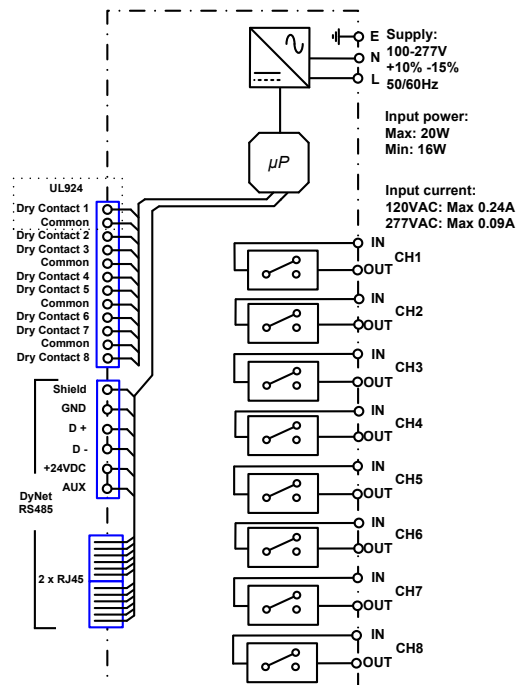 E Supply:
N 100-277V
+10% -15%
L 50/60Hz
Input power:
Max: 20W
Min: 16W
Input current:
120VAC: Max 0.24A
277VAC: Max 0.09A
µP
UL924
Dry Contact 1
Common
Dry Contact 2
Dry Contact 3
Common
Dry Contact 4
Dry Contact 5
Common
Dry Contact 6
Dry Contact 7
Common
Dry Contact 8
Shield
GND
D +
D -
+24VDC
AUX
DyNet
RS485
2 x RJ45
IN
CH1
OUT
IN
CH2
OUT
IN
CH3
OUT
IN
CH4
OUT
IN
CH5
OUT
IN
CH6
OUT
IN
CH7
OUT
IN
CH8
OUT